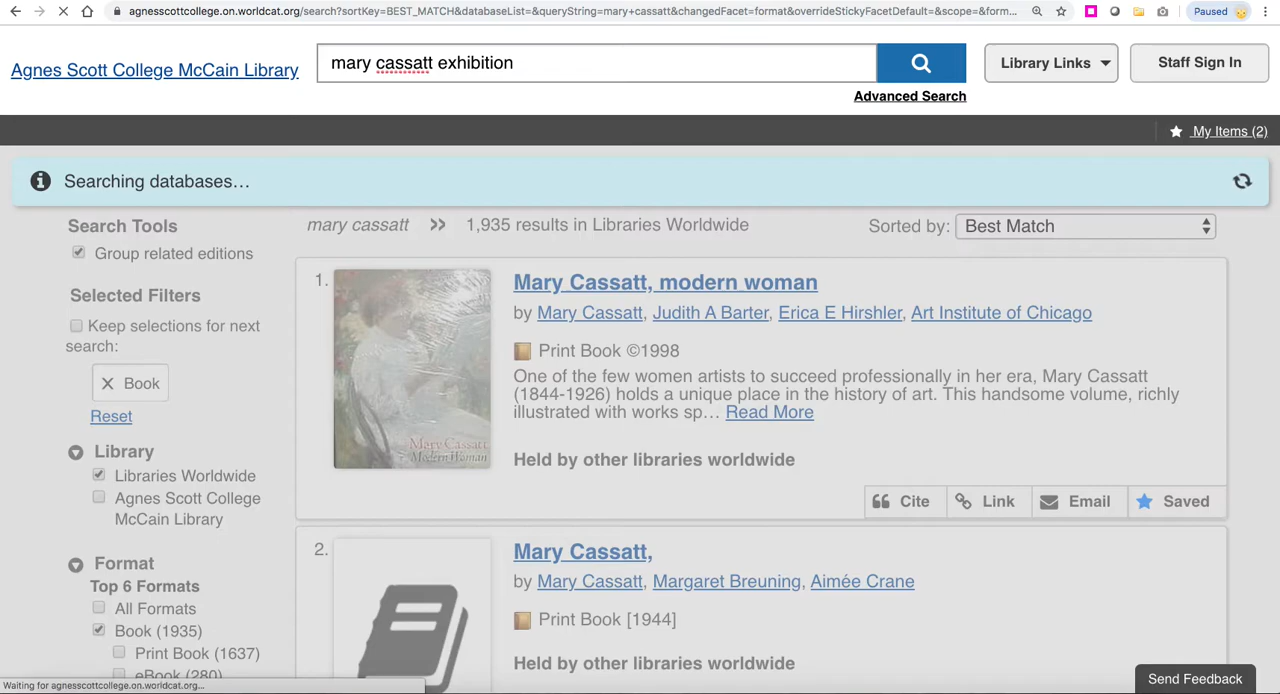 agnesscottcollege.on.worldcat.org/search?sortKey=BEST_MATCH&databaseList=&queryString=mary+cassatt&changedFacet=format&overrideStickyFacetDefault=&scope=&form...
Paused
Agnes Scott College McCain Library
mary cassatt exhibition
Library Links
Staff Sign In
Advanced Search
My Items (2)
Searching databases…
Search Tools
mary cassatt
1,935 results in Libraries Worldwide
Sorted by:
Best Match
Group related editions
Selected Filters
Keep selections for next
search:
Book
Reset
Library
Libraries Worldwide
Agnes Scott College
McCain Library
Format
Top 6 Formats
All Formats
Book (1935)
Print Book (1637)
eBook (280)
1.
Mary Cassatt
Modern Woman
Mary Cassatt, modern woman
by Mary Cassatt, Judith A Barter, Erica E Hirshler, Art Institute of Chicago
Print Book ©1998
One of the few women artists to succeed professionally in her era, Mary Cassatt
(1844-1926) holds a unique place in the history of art. This handsome volume, richly
illustrated with works sp… Read More
Held by other libraries worldwide
Cite
Link
Email
Saved
2.
Mary Cassatt,
by Mary Cassatt, Margaret Breuning, Aimée Crane
Print Book [1944]
Held by other libraries worldwide
Waiting for agnesscottcollege.on.worldcat.org...
Send Feedback